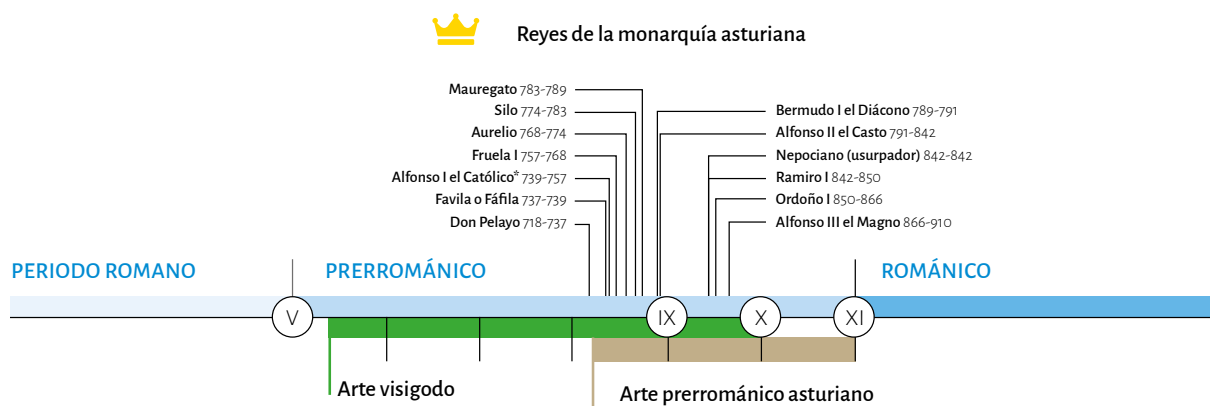 Reyes de la monarquía asturiana
Mauregato 783-789
Silo 774-783
Aurelio 768-774
Fruela I 757-768
Alfonso I el Católico* 739-757
Favila o Fáfila 737-739
Don Pelayo 718-737
Bermudo I el Diácono 789-791
Alfonso II el Casto 791-842
Nepociano (usurpador) 842-842
Ramiro I 842-850
Ordoño I 850-866
Alfonso III el Magno 866-910
PERIODO ROMANO
PRERROMÁNICO
ROMÁNICO
V
IX
X
XI
Arte visigodo
Arte prerrománico asturiano